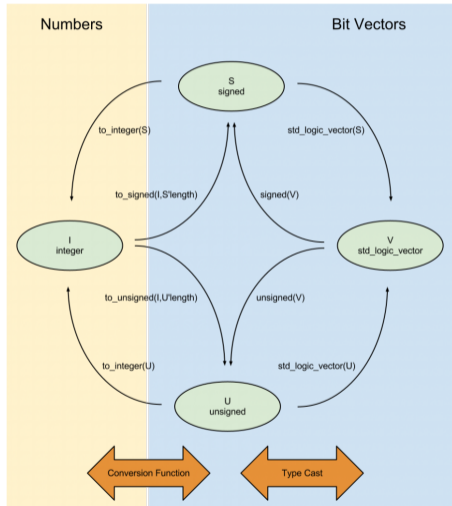 Numbers
Bit Vectors
S
signed
to_integer(S)
std_logic_vector(S)
to_signed(I,S'length)
signed(V)
I
integer
V
std_logic_vector
to_unsigned(I,U'length)
unsigned(V)
to_integer(U)
std_logic_vector(U)
U
unsigned
Conversion Function
Type Cast